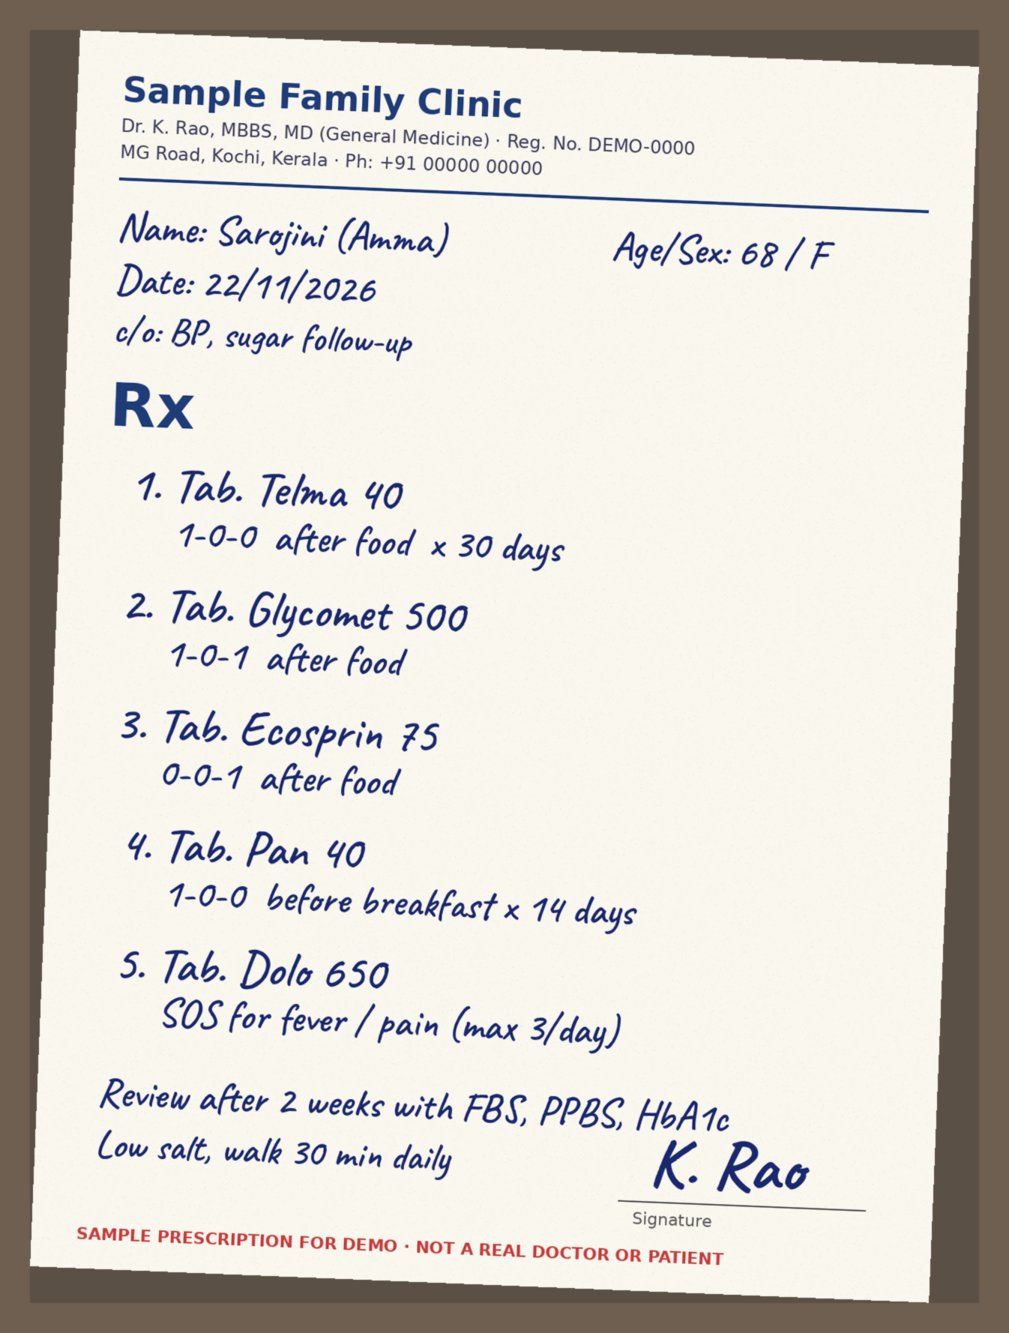 Sample Family Clinic
Dr. K. Rao, MBBS, MD (General Medicine) · Reg. No. DEMO-0000
MG Road, Kochi, Kerala · Ph: +91 00000 00000
Name: Sarojini (Amma) Age/Sex: 68 / F
Date: 22/11/2026
c/o: BP, sugar follow-up
Rx
1. Tab. Telma 40
1-0-0 after food x 30 days
2. Tab. Glycomet 500
1-0-1 after food
3. Tab. Ecosprin 75
0-0-1 after food
4. Tab. Pan 40
1-0-0 before breakfast x 14 days
5. Tab. Dolo 650
SOS for fever / pain (max 3/day)
Review after 2 weeks with FBS, PPBS, HbA1c
Low salt, walk 30 min daily
K. Rao
Signature
SAMPLE PRESCRIPTION FOR DEMO · NOT A REAL DOCTOR OR PATIENT